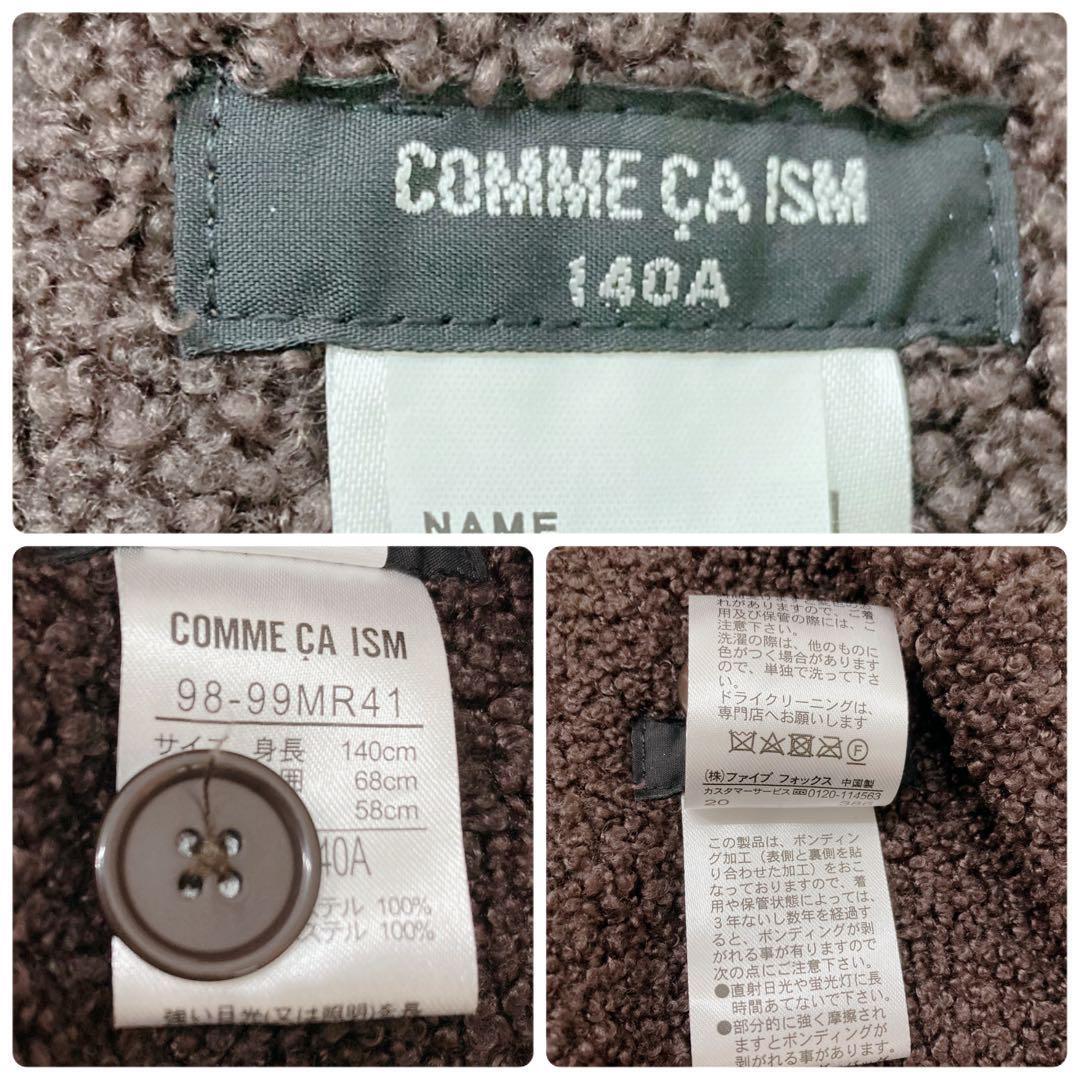 COMME ÇA ISM
140A
NAME
COMME ÇA ISM
98-99MR41
サイズ 身長 140cm
囲 68cm
58cm
40A
ステル 100%
ステル 100%
強い日光(又は照明)を長
れがありますので、ご着
用及び保管の際には、ご
注意下さい。
洗濯の際は、他のものに
色がつく場合があります
ので、単独で洗って下さ
い。
ドライクリーニングは、
専門店へお願いします
F
(株)ファイブ フォックス 中国製
カスタマーサービス 0120-114563
20
この製品は、ボンディン
グ加工(表側と裏側を貼
り合わせた加工)をおこ
なっておりますので、着
用や保管状態によっては、
3年ないし数年を経過す
ると、ボンディングが剥
がれる事が有りますので
次の点にご注意下さい。
●直射日光や蛍光灯に長
時間あてないで下さい。
●部分的に強く摩擦され
ますとボンディングが
剥がれる事があります。